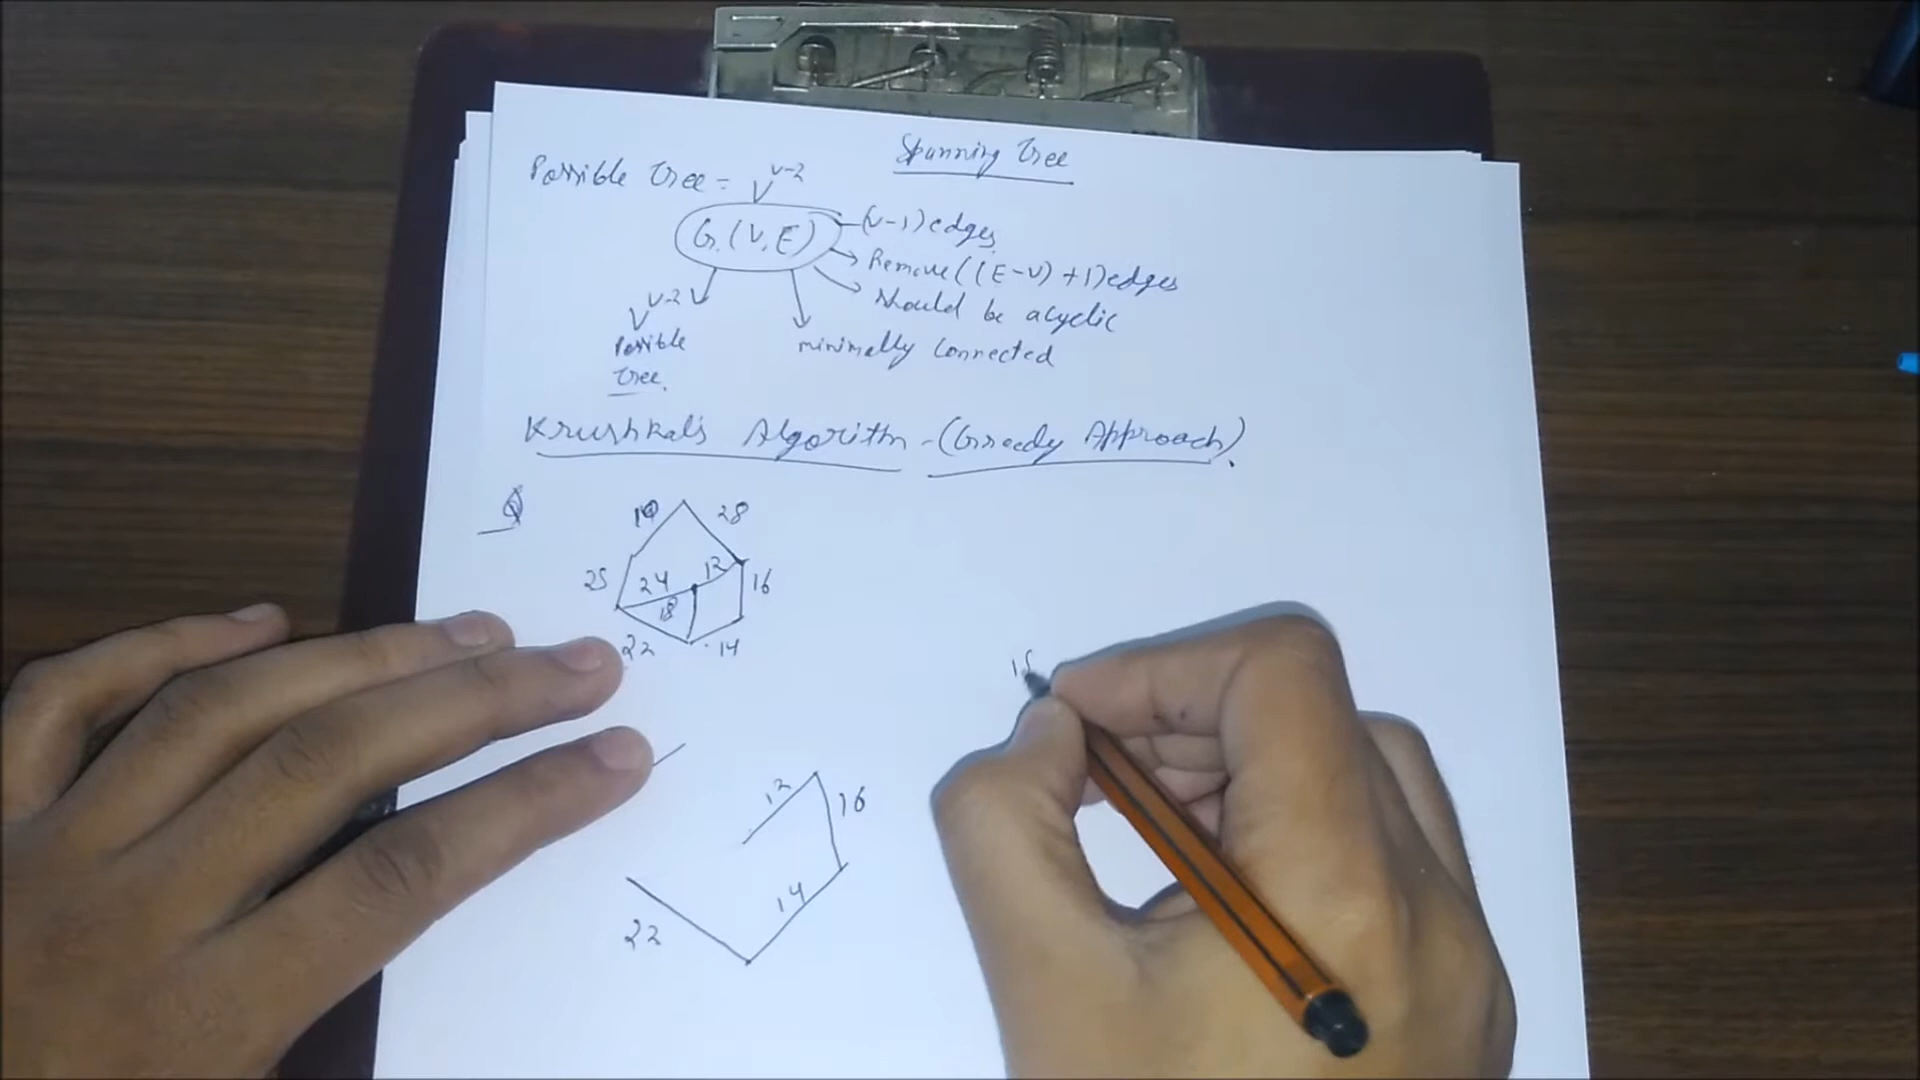 Spanning Tree
Possible Tree = V^v-2
G(V, E)
(V-1) edges
Remove ((E-V) +1) edges
Should be acyclic
minimally Connected
V^v-2
Possible
Tree.
Krushkal's Algorithm - (Greedy Approach).
Q
10 28
25 24 12 16
18
22 14
12 16
14
22